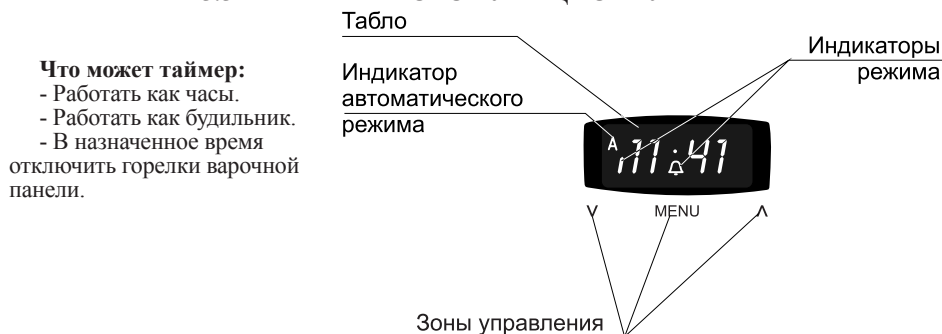 Что может таймер:
- Работать как часы.
- Работать как будильник.
- В назначенное время
отключить горелки варочной
панели.
Табло
Индикатор
автоматического
режима
Индикаторы
режима
A 11:41
V MENU Λ
Зоны управления